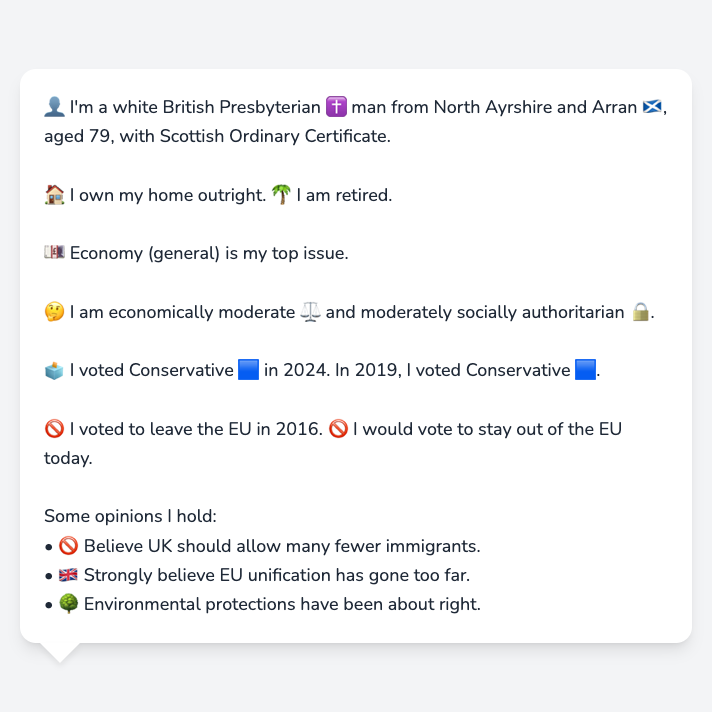 👤 I'm a white British Presbyterian ✝️ man from North Ayrshire and Arran 🏴󠁧󠁢󠁳󠁣󠁴󠁿,
aged 79, with Scottish Ordinary Certificate.
🏠 I own my home outright. 🌴 I am retired.
💷 Economy (general) is my top issue.
🤔 I am economically moderate ⚖️ and moderately socially authoritarian 🔒.
🗳️ I voted Conservative 🟦 in 2024. In 2019, I voted Conservative 🟦.
🚫 I voted to leave the EU in 2016. 🚫 I would vote to stay out of the EU
today.
Some opinions I hold:
• 🚫 Believe UK should allow many fewer immigrants.
• 🇬🇧 Strongly believe EU unification has gone too far.
• 🌳 Environmental protections have been about right.